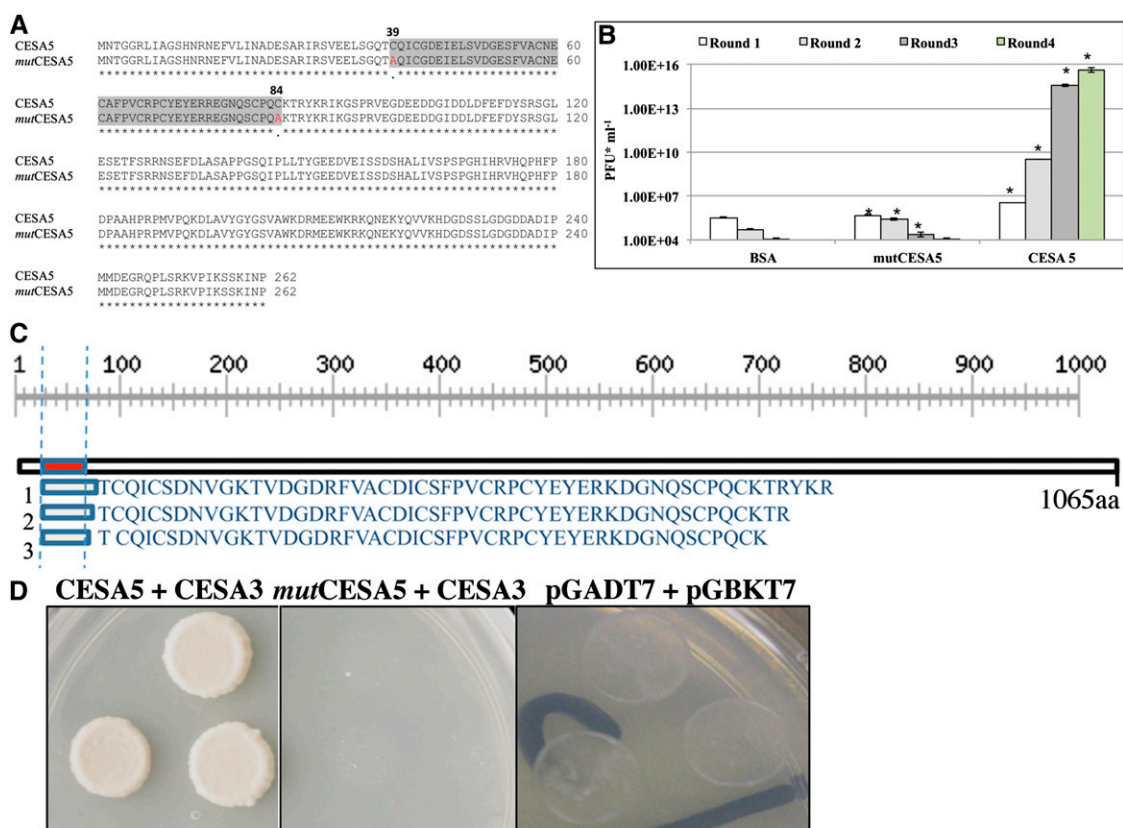 A
39
CESA5 MNTGGRLIAGSHNRNEFVLINADESARIRSVEELSGQTCQICGDEIELSVDGESFVACNE 60
mutCESA5 MNTGGRLIAGSHNRNEFVLINADESARIRSVEELSGQTAQICGDEIELSVDGESFVACNE 60
**************************************.*********************
84
CESA5 CAFPVCRPCYEYERREGNQSCPQCKTRYKRIKGSPRVEGDEEDDGIDDLDFEFDYSRSGL 120
mutCESA5 CAFPVCRPCYEYERREGNQSCPQAKTRYKRIKGSPRVEGDEEDDGIDDLDFEFDYSRSGL 120
***********************.************************************
CESA5 ESETFSRRNSEFDLASAPPGSQIPLLTYGEEDVEISSDSHALIVSPSPGHIHRVHQPHFP 180
mutCESA5 ESETFSRRNSEFDLASAPPGSQIPLLTYGEEDVEISSDSHALIVSPSPGHIHRVHQPHFP 180
************************************************************
CESA5 DPAAHPRPMVPQKDLAVYGYGSVAWKDRMEEWKRKQNEKYQVVKHDGDSSLGDGDDADIP 240
mutCESA5 DPAAHPRPMVPQKDLAVYGYGSVAWKDRMEEWKRKQNEKYQVVKHDGDSSLGDGDDADIP 240
************************************************************
CESA5 MMDEGRQPLSRKVPIKSSKINP 262
mutCESA5 MMDEGRQPLSRKVPIKSSKINP 262
**********************
B
Round 1 Round 2 Round3 Round4
1.00E+16
1.00E+13
1.00E+10
1.00E+07
1.00E+04
PFU* ml-1
* * * * * * *
BSA mutCESA5 CESA 5
C
1 100 200 300 400 500 600 700 800 900 1000
1065aa
1 TCQICSDNVGKTVDGDRFVACDICSFPVCRPCYEYERKDGNQSCPQCKTRYKR
2 TCQICSDNVGKTVDGDRFVACDICSFPVCRPCYEYERKDGNQSCPQCKTR
3 T CQICSDNVGKTVDGDRFVACDICSFPVCRPCYEYERKDGNQSCPQCK
D CESA5 + CESA3 mutCESA5 + CESA3 pGADT7 + pGBKT7